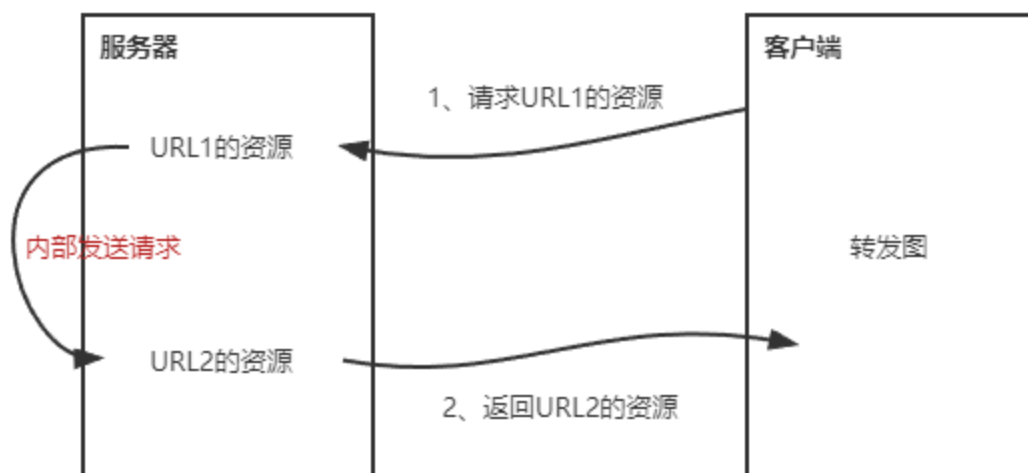 服务器
客户端
1、请求URL1的资源
URL1的资源
内部发送请求
转发图
URL2的资源
2、返回URL2的资源